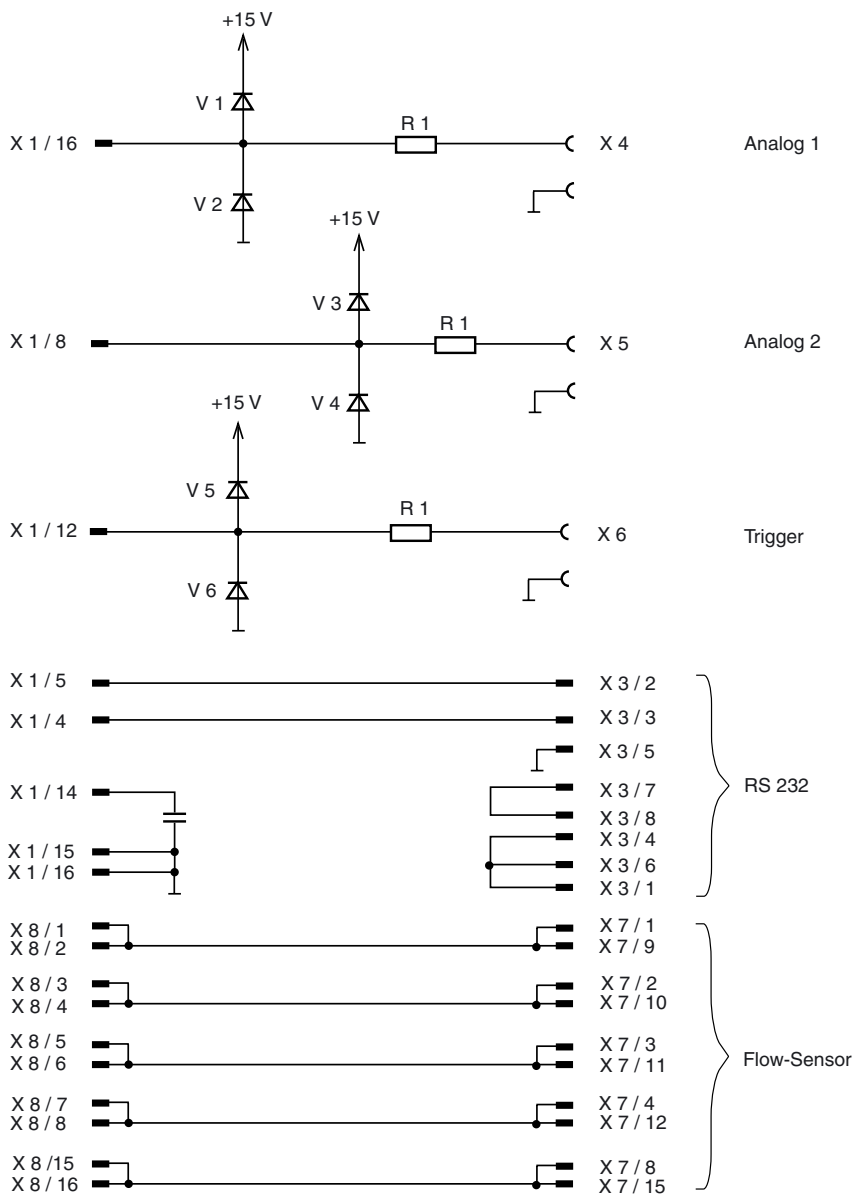 +15 V
V 1
R 1
X 1 / 16
X 4
Analog 1
V 2
+15 V
V 3
R 1
X 1 / 8
X 5
Analog 2
V 4
+15 V
V 5
R 1
X 1 / 12
X 6
Trigger
V 6
X 1 / 5
X 3 / 2
X 1 / 4
X 3 / 3
X 3 / 5
X 1 / 14
X 3 / 7
RS 232
X 3 / 8
X 3 / 4
X 1 / 15
X 3 / 6
X 1 / 16
X 3 / 1
X 8 / 1
X 7 / 1
X 8 / 2
X 7 / 9
X 8 / 3
X 7 / 2
X 8 / 4
X 7 / 10
X 8 / 5
X 7 / 3
X 8 / 6
X 7 / 11
Flow-Sensor
X 8 / 7
X 7 / 4
X 8 / 8
X 7 / 12
X 8 /15
X 7 / 8
X 8 / 16
X 7 / 15